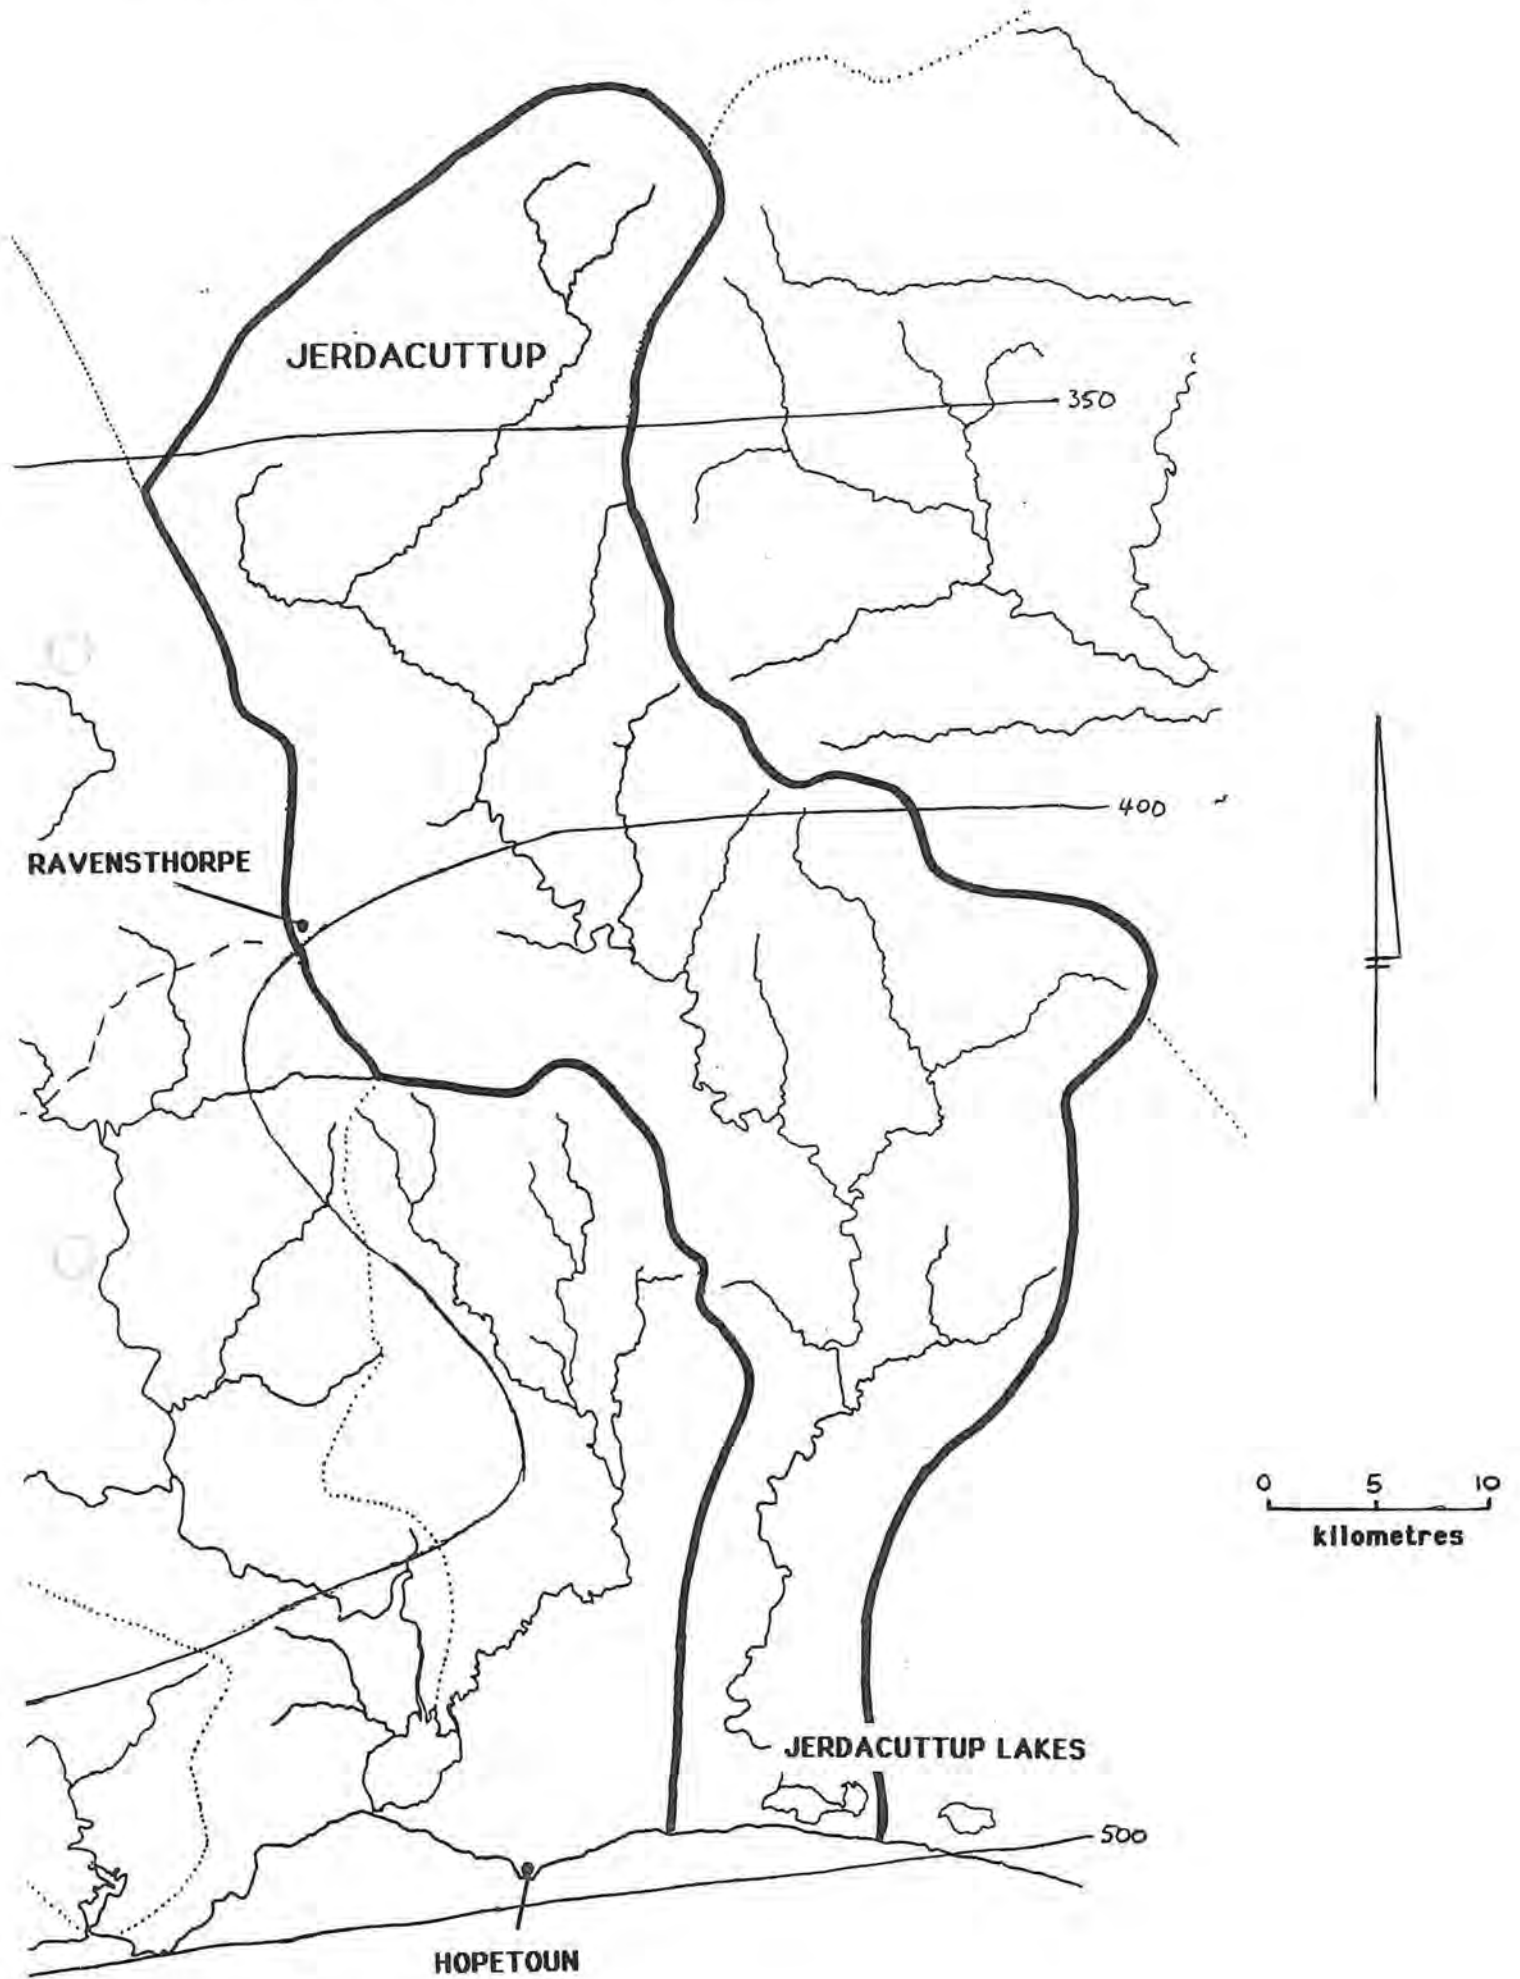 JERDACUTTUP
350
400
RAVENSTHORPE
0 5 10
kilometres
JERDACUTTUP LAKES
500
HOPETOUN